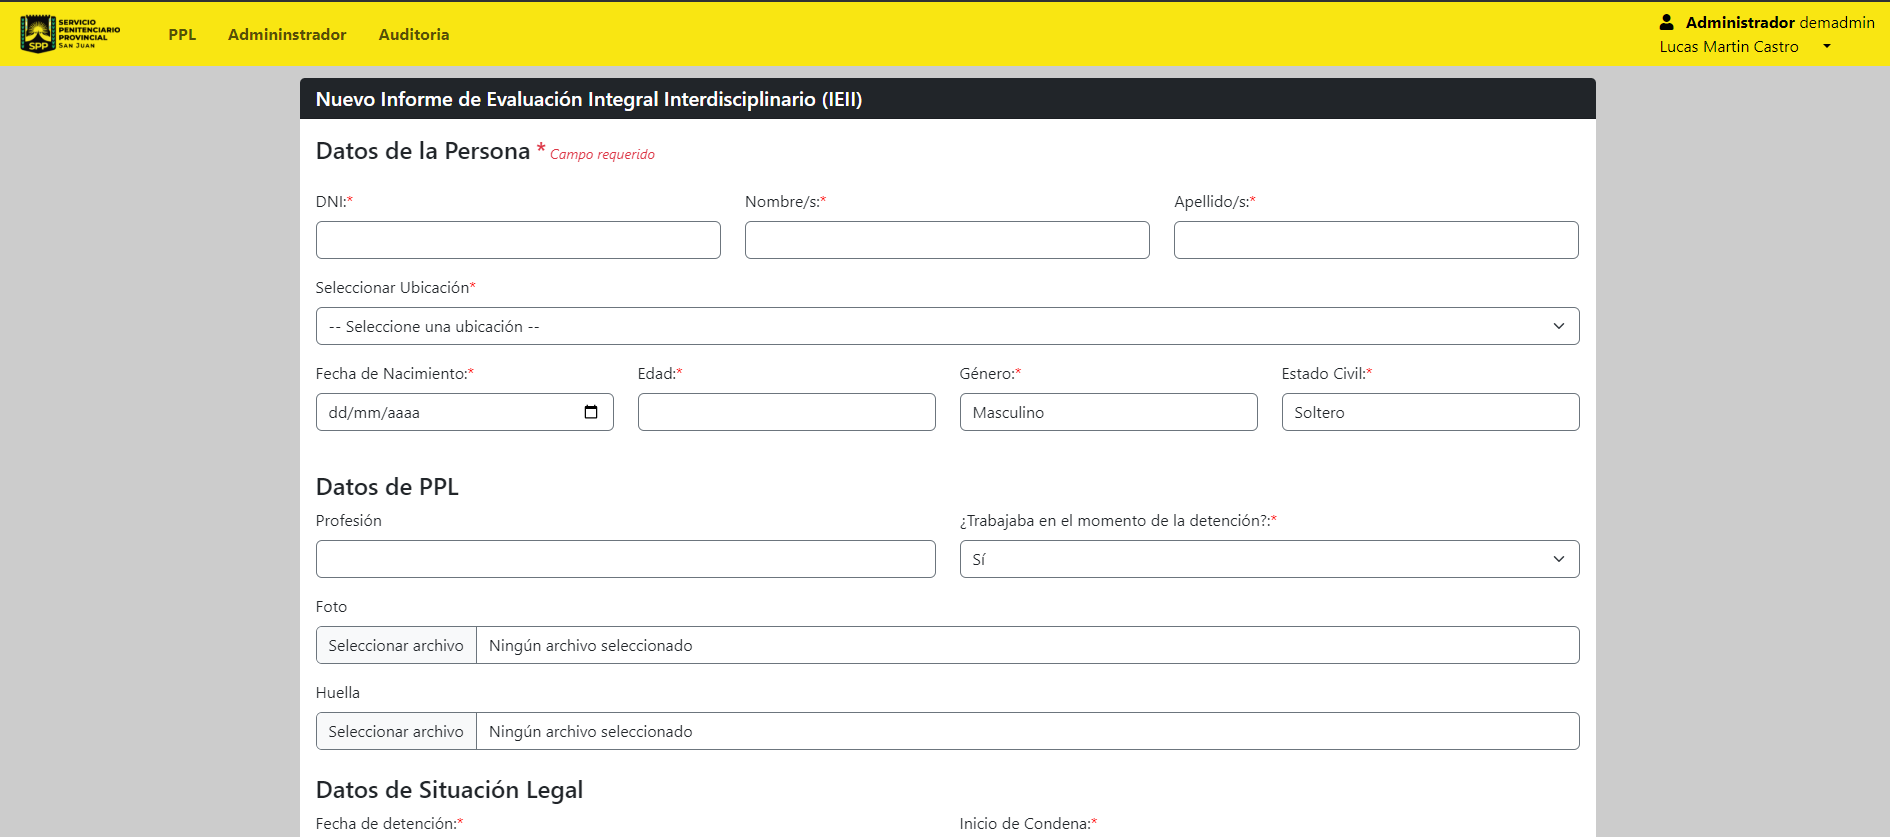 SERVICIO
PENITENCIARIO
PROVINCIAL
SAN JUAN
SPP
PPL
Admininstrador
Auditoria
Administrador demadmin
Lucas Martin Castro
Nuevo Informe de Evaluación Integral Interdisciplinario (IEII)
Datos de la Persona * Campo requerido
DNI:*
Nombre/s:*
Apellido/s:*
Seleccionar Ubicación*
-- Seleccione una ubicación --
Fecha de Nacimiento:*
Edad:*
Género:*
Estado Civil:*
dd/mm/aaaa
Masculino
Soltero
Datos de PPL
Profesión
¿Trabajaba en el momento de la detención?:*
Sí
Foto
Seleccionar archivo
Ningún archivo seleccionado
Huella
Seleccionar archivo
Ningún archivo seleccionado
Datos de Situación Legal
Fecha de detención:*
Inicio de Condena:*